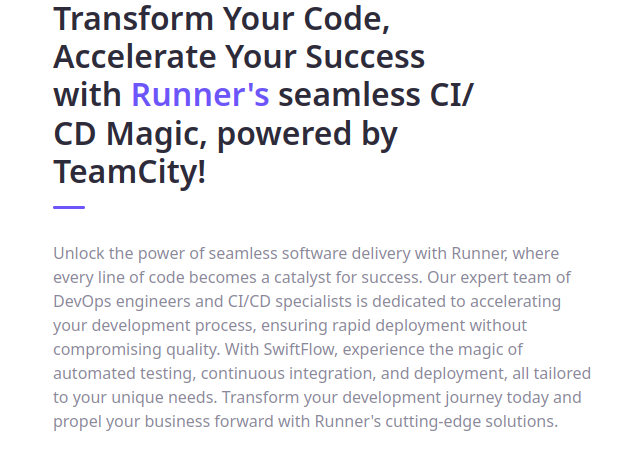 Transform Your Code,
Accelerate Your Success
with Runner's seamless CI/
CD Magic, powered by
TeamCity!
Unlock the power of seamless software delivery with Runner, where
every line of code becomes a catalyst for success. Our expert team of
DevOps engineers and CI/CD specialists is dedicated to accelerating
your development process, ensuring rapid deployment without
compromising quality. With SwiftFlow, experience the magic of
automated testing, continuous integration, and deployment, all tailored
to your unique needs. Transform your development journey today and
propel your business forward with Runner's cutting-edge solutions.